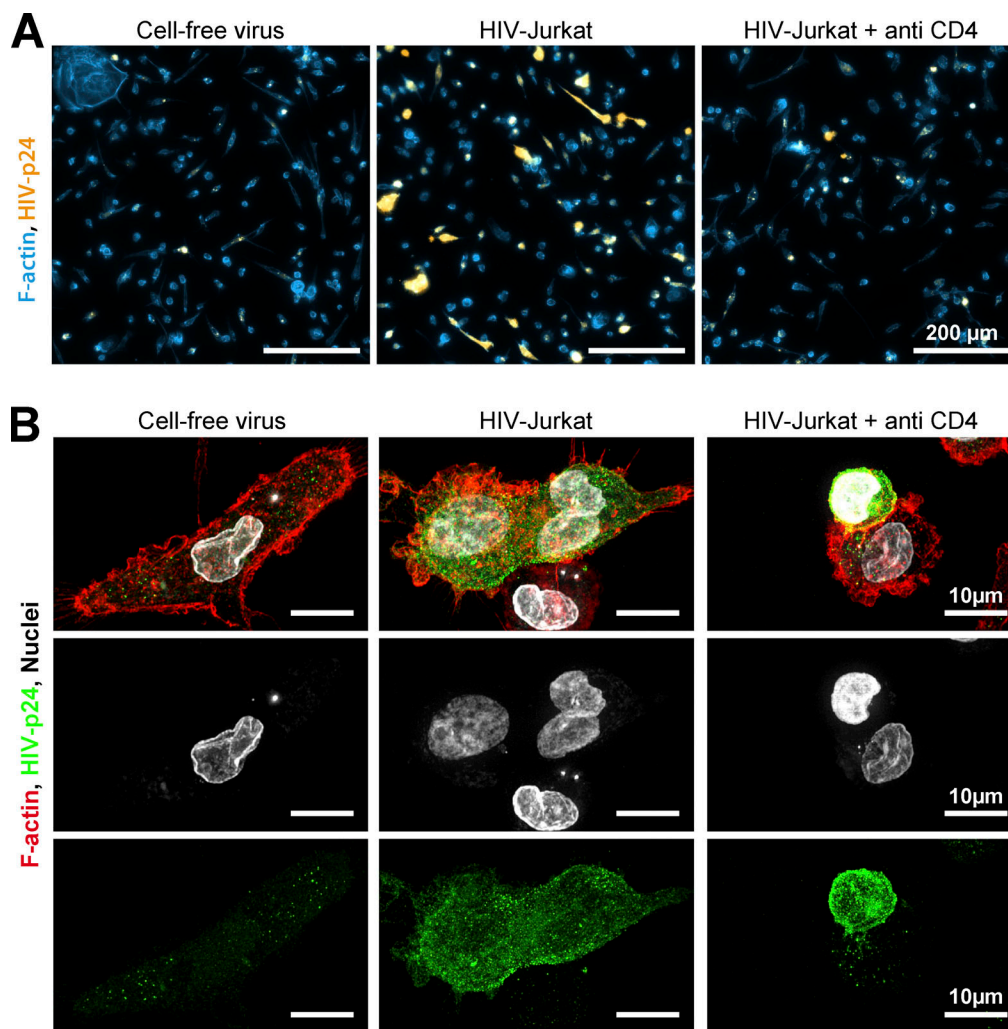 A
Cell-free virus
HIV-Jurkat
HIV-Jurkat + anti CD4
F-actin, HIV-p24
200 µm
B
Cell-free virus
HIV-Jurkat
HIV-Jurkat + anti CD4
F-actin, HIV-p24, Nuclei
10µm
10µm
10µm